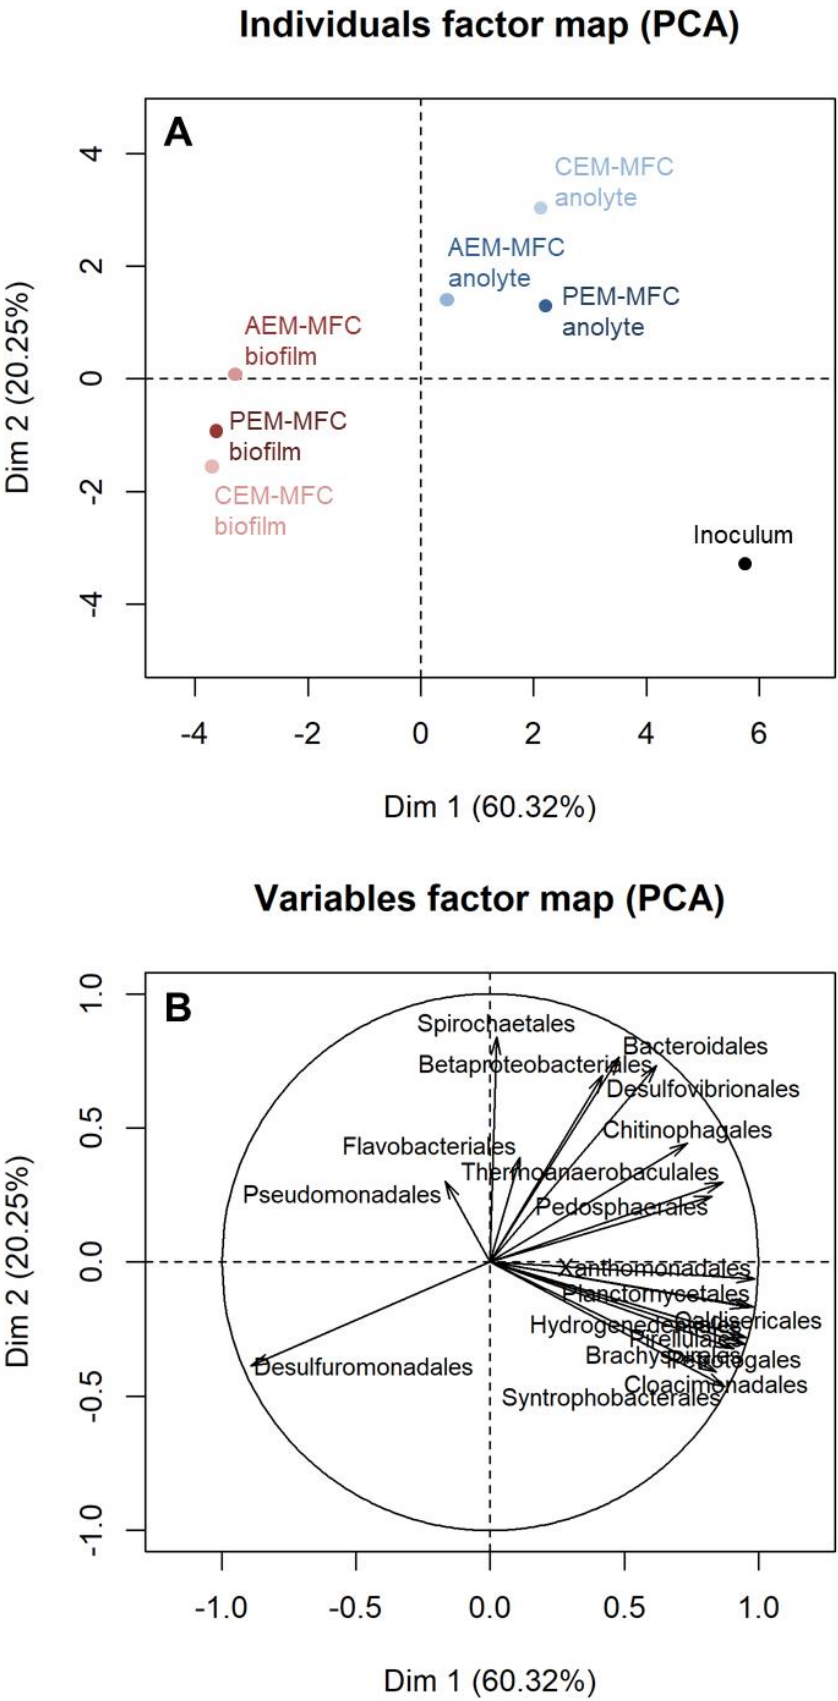 Individuals factor map (PCA)
A
CEM-MFC
anolyte
AEM-MFC
anolyte
PEM-MFC
anolyte
AEM-MFC
biofilm
PEM-MFC
biofilm
CEM-MFC
biofilm
Inoculum
4
2
0
-2
-4
Dim 2 (20.25%)
-4 -2 0 2 4 6
Dim 1 (60.32%)
Variables factor map (PCA)
B
Spirochaetales
Bacteroidales
Betaproteobacteriales
Desulfovibrionales
Chitinophagales
Flavobacteriales
Thermoanaerobaculales
Pseudomonadales
Pedosphaerales
Xanthomonadales
Planctomycetales
Caldisericales
Hydrogenedentales
Pirellulales
Brachyspirales
Petrotogales
Desulfuromonadales
Cloacimonadales
Syntrophobacterales
1.0
0.5
0.0
-0.5
-1.0
Dim 2 (20.25%)
-1.0 -0.5 0.0 0.5 1.0
Dim 1 (60.32%)